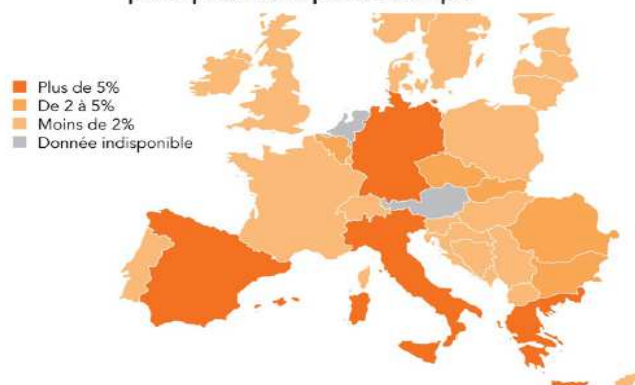 Plus de 5%
De 2 à 5%
Moins de 2%
Donnée indisponible